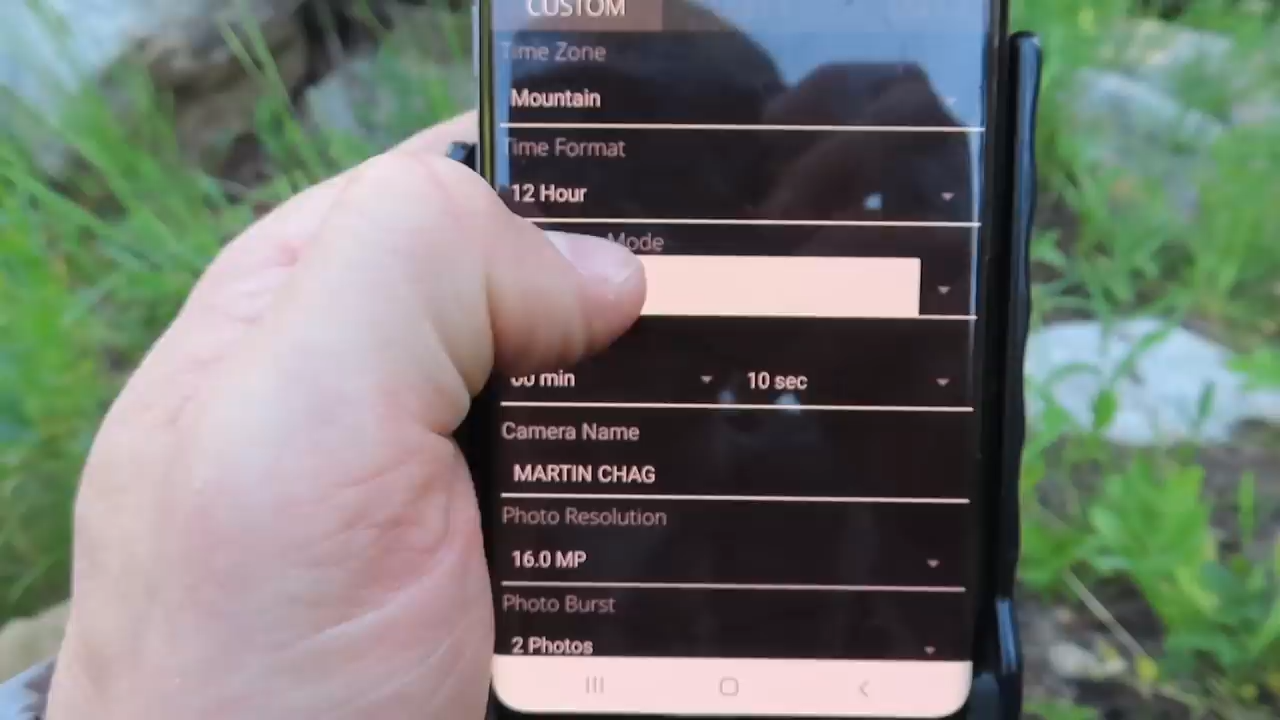 CUSTOM
Time Zone
Mountain
Time Format
12 Hour
Mode
min
10 sec
Camera Name
MARTIN CHAG
Photo Resolution
16.0 MP
Photo Burst
2 Photos